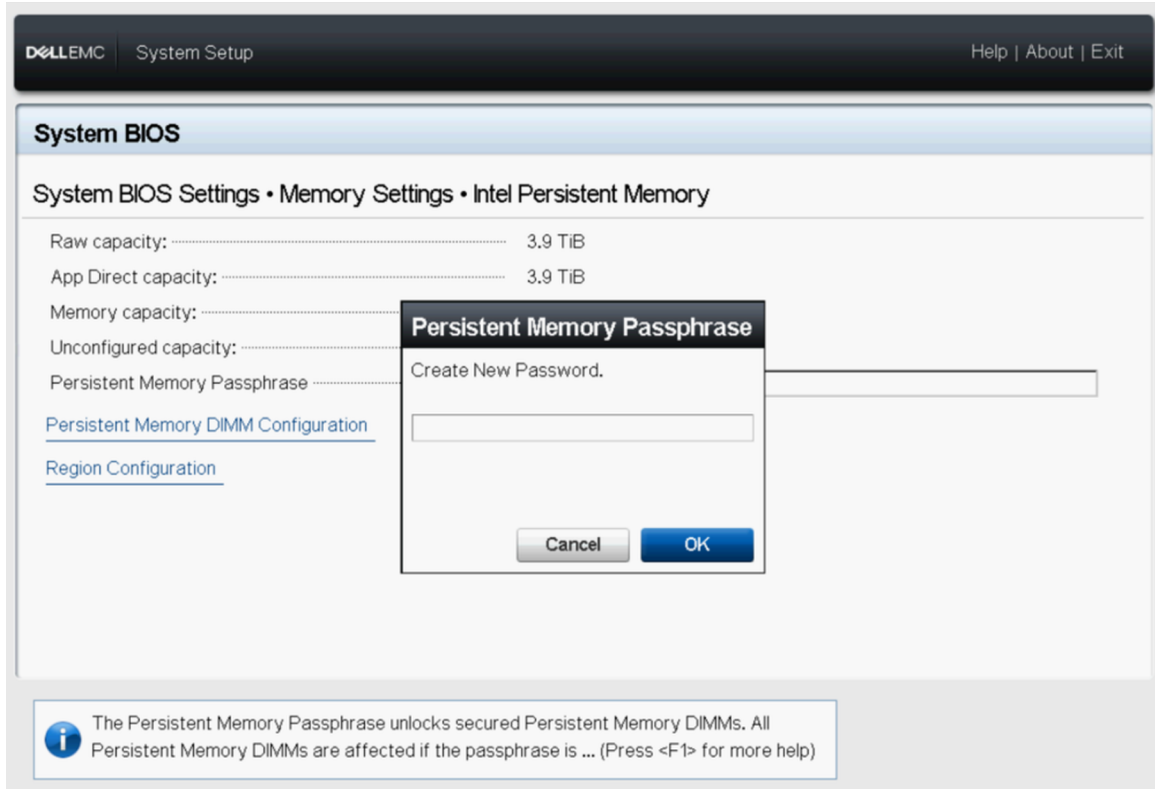 DELLEMC System Setup Help | About | Exit
System BIOS
System BIOS Settings • Memory Settings • Intel Persistent Memory
Raw capacity: 3.9 TiB
App Direct capacity: 3.9 TiB
Memory capacity:
Unconfigured capacity:
Persistent Memory Passphrase
Persistent Memory DIMM Configuration
Region Configuration
Persistent Memory Passphrase
Create New Password.
Cancel OK
The Persistent Memory Passphrase unlocks secured Persistent Memory DIMMs. All
Persistent Memory DIMMs are affected if the passphrase is ... (Press <F1> for more help)